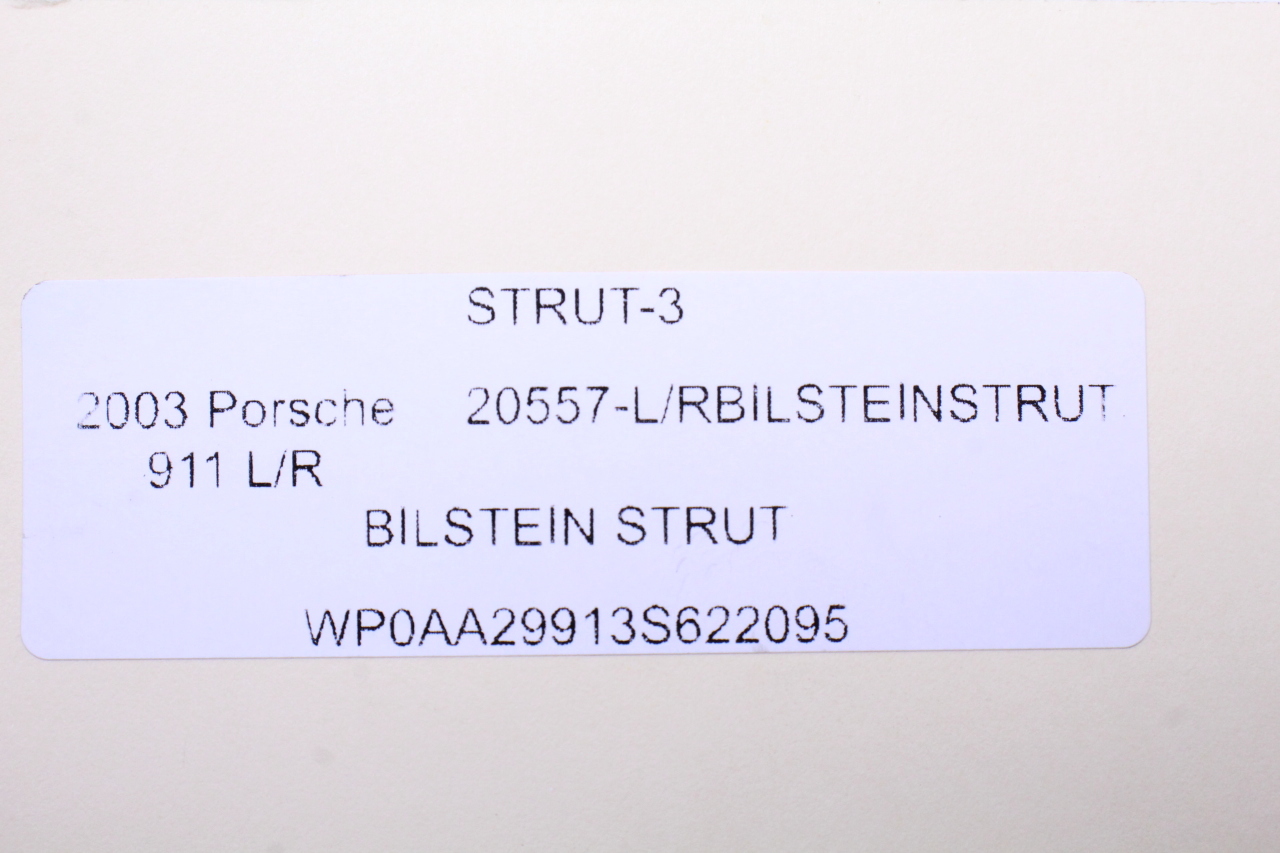 STRUT-3
2003 Porsche 20557-L/RBILSTEINSTRUT
911 L/R
BILSTEIN STRUT
WP0AA29913S622095